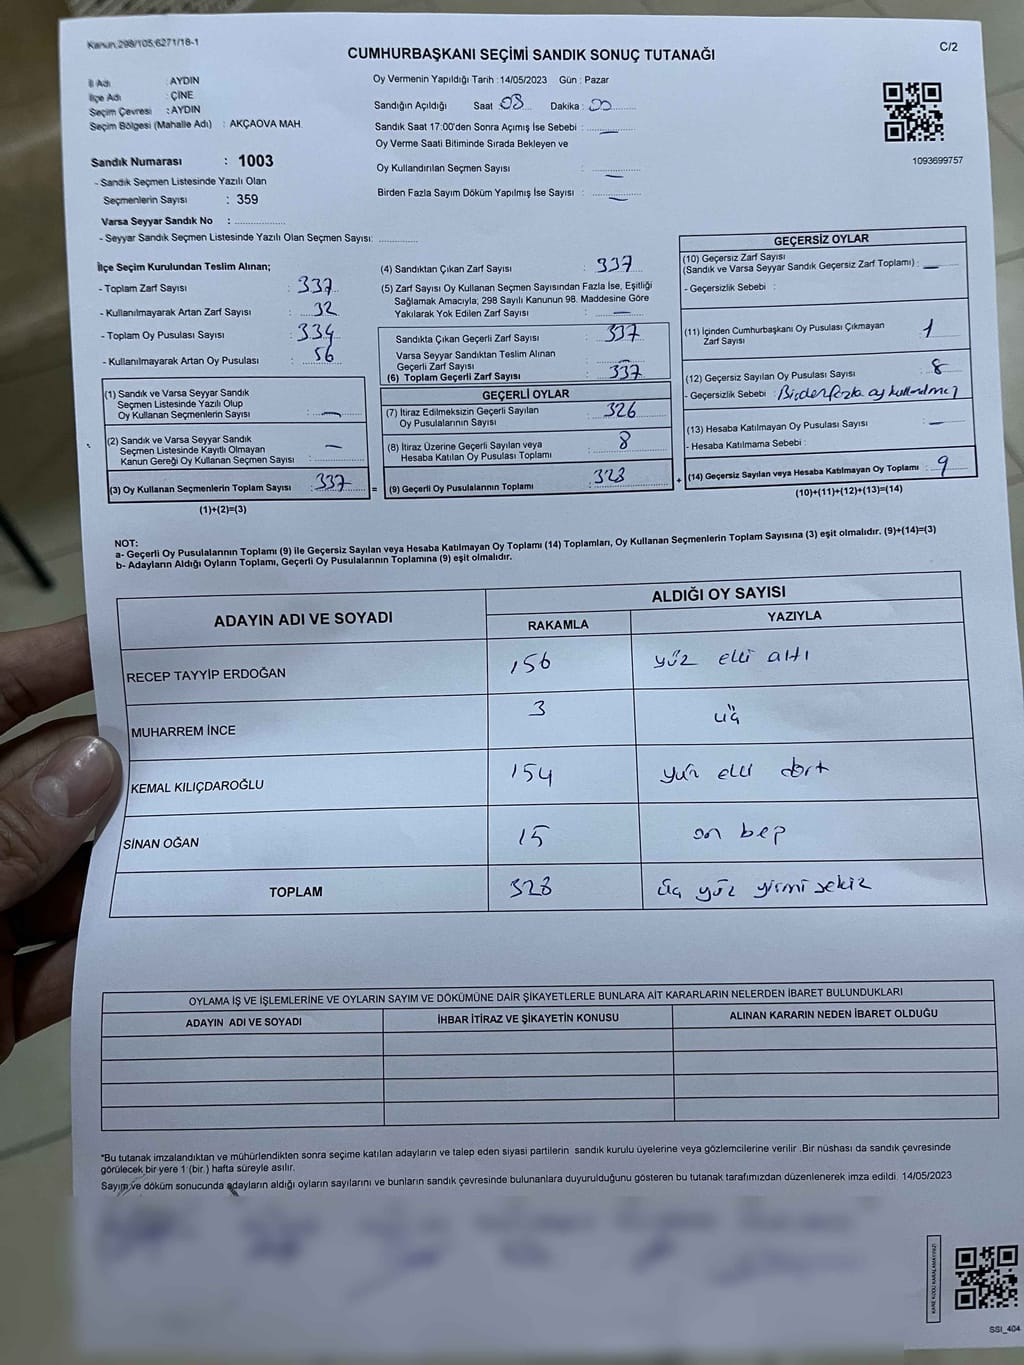 Kanun:298/105;6271/18-1
C/2
CUMHURBAŞKANI SEÇİMİ SANDIK SONUÇ TUTANAĞI
İl Adı : AYDIN
İlçe Adı : ÇİNE
Seçim Çevresi : AYDIN
Seçim Bölgesi (Mahalle Adı) : AKÇAOVA MAH.
Sandık Numarası : 1003
- Sandık Seçmen Listesinde Yazılı Olan
Seçmenlerin Sayısı : 359
Varsa Seyyar Sandık No :
- Seyyar Sandık Seçmen Listesinde Yazılı Olan Seçmen Sayısı:
Oy Vermenin Yapıldığı Tarih :14/05/2023 Gün : Pazar
Sandığın Açıldığı Saat 08 Dakika : 00
Sandık Saat 17:00'den Sonra Açımış İse Sebebi : —
Oy Verme Saati Bitiminde Sırada Bekleyen ve
Oy Kullandırılan Seçmen Sayısı : —
Birden Fazla Sayım Döküm Yapılmış İse Sayısı : —
1093699757
İlçe Seçim Kurulundan Teslim Alınan;
- Toplam Zarf Sayısı : 337
- Kullanılmayarak Artan Zarf Sayısı : 32
- Toplam Oy Pusulası Sayısı : 334
- Kullanılmayarak Artan Oy Pusulası : 56
(1) Sandık ve Varsa Seyyar Sandık
Seçmen Listesinde Yazılı Olup
Oy Kullanan Seçmenlerin Sayısı : —
(2) Sandık ve Varsa Seyyar Sandık
Seçmen Listesinde Kayıtlı Olmayan
Kanun Gereği Oy Kullanan Seçmen Sayısı : —
(3) Oy Kullanan Seçmenlerin Toplam Sayısı : 337 =
(1)+(2)=(3)
(4) Sandıktan Çıkan Zarf Sayısı : 337
(5) Zarf Sayısı Oy Kullanan Seçmen Sayısından Fazla İse, Eşitliği
Sağlamak Amacıyla; 298 Sayılı Kanunun 98. Maddesine Göre
Yakılarak Yok Edilen Zarf Sayısı : —
Sandıkta Çıkan Geçerli Zarf Sayısı : 337
Varsa Seyyar Sandıktan Teslim Alınan
Geçerli Zarf Sayısı :
(6) Toplam Geçerli Zarf Sayısı : 337
GEÇERLİ OYLAR
(7) İtiraz Edilmeksizin Geçerli Sayılan
Oy Pusulalarının Sayısı : 326
(8) İtiraz Üzerine Geçerli Sayılan veya
Hesaba Katılan Oy Pusulası Toplamı : 8
(9) Geçerli Oy Pusulalarının Toplamı : 328 +
GEÇERSİZ OYLAR
(10) Geçersiz Zarf Sayısı
(Sandık ve Varsa Seyyar Sandık Geçersiz Zarf Toplamı) : —
- Geçersizlik Sebebi :
(11) İçinden Cumhurbaşkanı Oy Pusulası Çıkmayan
Zarf Sayısı : 1
(12) Geçersiz Sayılan Oy Pusulası Sayısı : 8
- Geçersizlik Sebebi : Birden fazla oy
(13) Hesaba Katılmayan Oy Pusulası Sayısı : —
- Hesaba Katılmama Sebebi :
(14) Geçersiz Sayılan veya Hesaba Katılmayan Oy Toplamı : 9
(10)+(11)+(12)+(13)=(14)
NOT:
a- Geçerli Oy Pusulalarının Toplamı (9) ile Geçersiz Sayılan veya Hesaba Katılmayan Oy Toplamı (14) Toplamları, Oy Kullanan Seçmenlerin Toplam Sayısına (3) eşit olmalıdır. (9)+(14)=(3)
b- Adayların Aldığı Oyların Toplamı, Geçerli Oy Pusulalarının Toplamına (9) eşit olmalıdır.
ADAYIN ADI VE SOYADI
ALDIĞI OY SAYISI
RAKAMLA YAZIYLA
RECEP TAYYİP ERDOĞAN 156 yüz elli altı
MUHARREM İNCE 3 üç
KEMAL KILIÇDAROĞLU 154 yüz elli dört
SİNAN OĞAN 15 on beş
TOPLAM 328 üç yüz yirmi sekiz
OYLAMA İŞ VE İŞLEMLERİNE VE OYLARIN SAYIM VE DÖKÜMÜNE DAİR ŞİKAYETLERLE BUNLARA AİT KARARLARIN NELERDEN İBARET BULUNDUKLARI
ADAYIN ADI VE SOYADI İHBAR İTİRAZ VE ŞİKAYETİN KONUSU ALINAN KARARIN NEDEN İBARET OLDUĞU
*Bu tutanak imzalandıktan ve mühürlendikten sonra seçime katılan adayların ve talep eden siyasi partilerin sandık kurulu üyelerine veya gözlemcilerine verilir .Bir nüshası da sandık çevresinde
görülecek bir yere 1 (bir ) hafta süreyle asılır.
Sayım ve döküm sonucunda adayların aldığı oyların sayılarını ve bunların sandık çevresinde bulunanlara duyurulduğunu gösteren bu tutanak tarafımızdan düzenlenerek imza edildi. 14/05/2023
KARE KODU KARALAMAYINIZ!
SSI_404